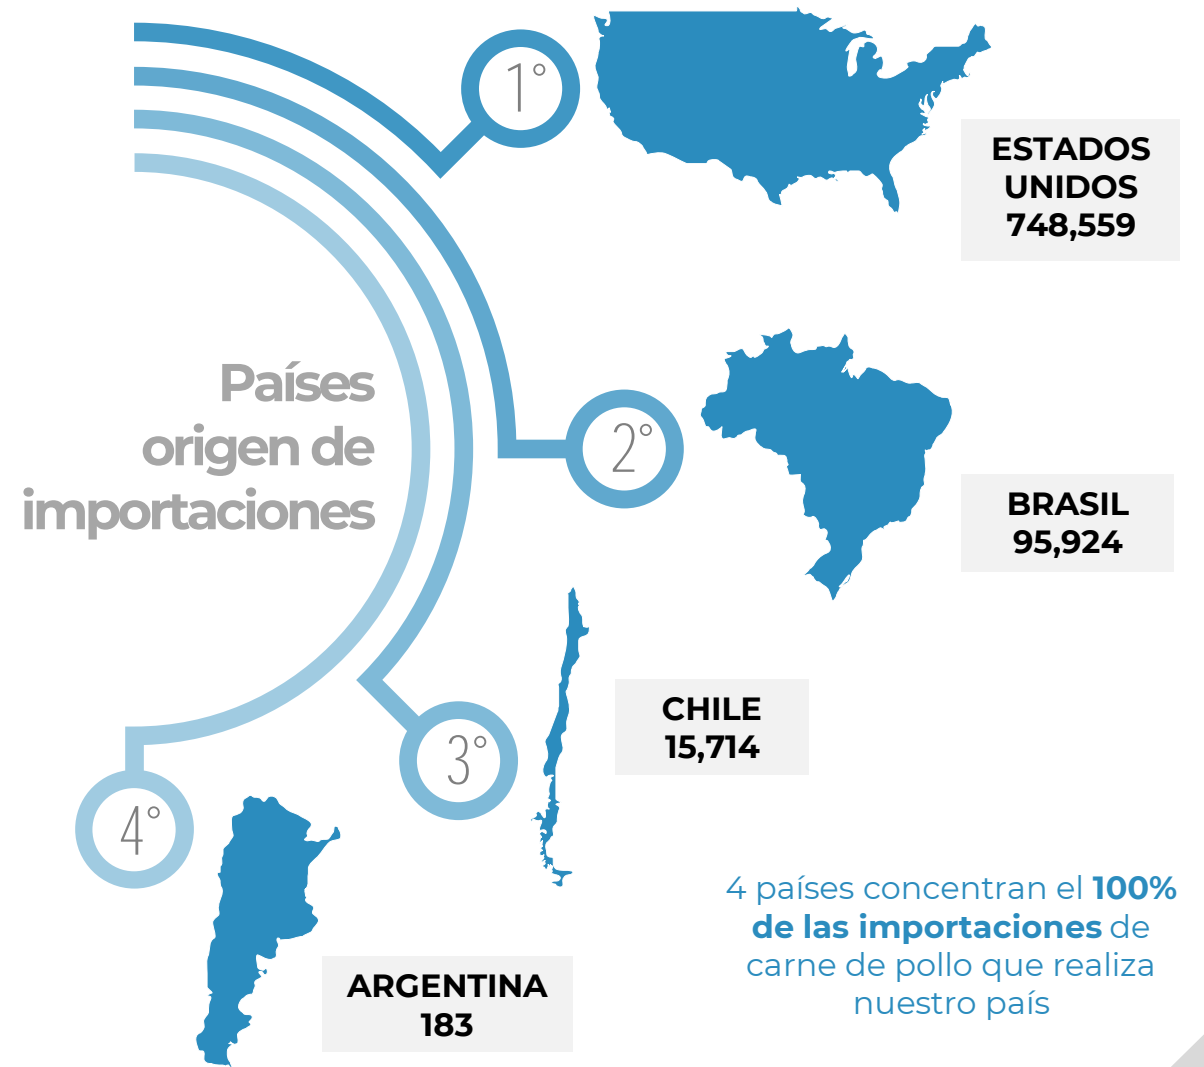 Países
origen de
importaciones
1°
ESTADOS
UNIDOS
748,559
2°
BRASIL
95,924
3°
CHILE
15,714
4°
ARGENTINA
183
4 países concentran el 100%
de las importaciones de
carne de pollo que realiza
nuestro país